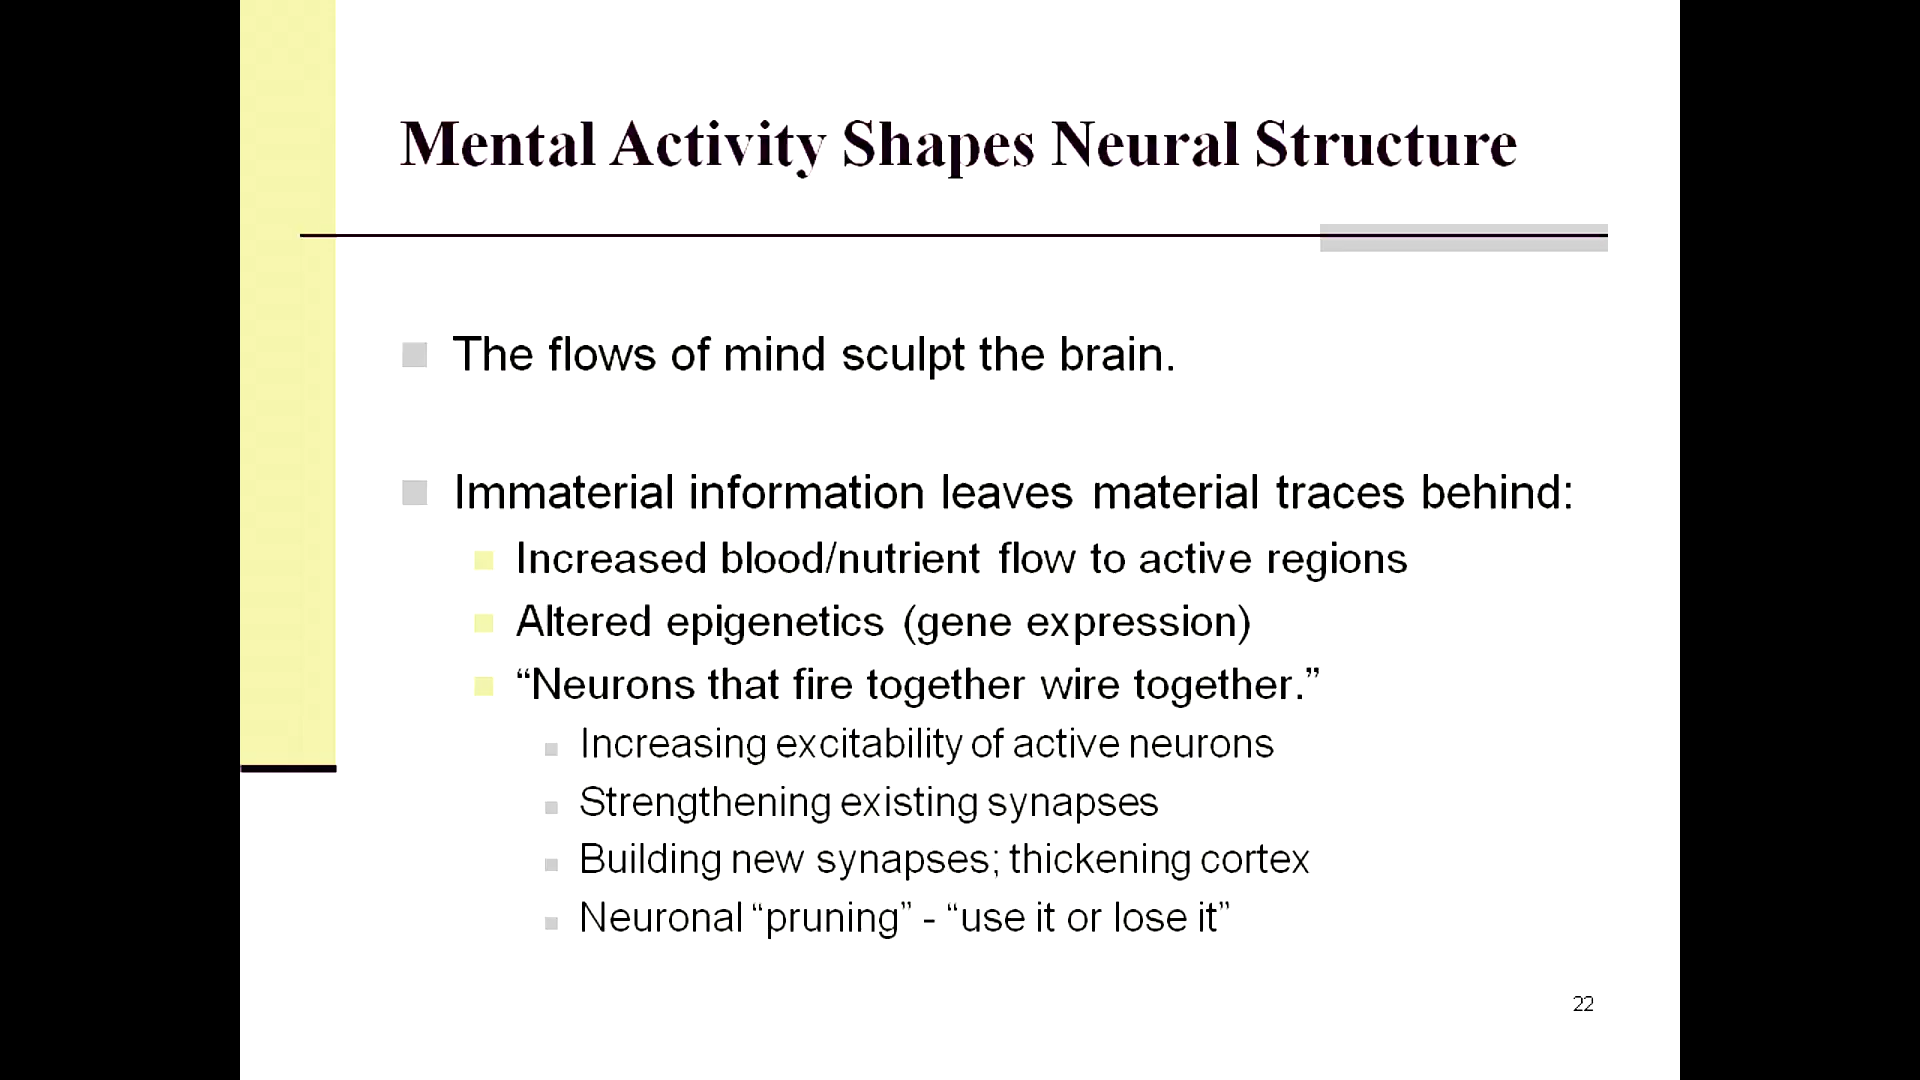 Mental Activity Shapes Neural Structure
The flows of mind sculpt the brain.
Immaterial information leaves material traces behind:
Increased blood/nutrient flow to active regions
Altered epigenetics (gene expression)
“Neurons that fire together wire together.”
Increasing excitability of active neurons
Strengthening existing synapses
Building new synapses; thickening cortex
Neuronal “pruning” - “use it or lose it”
22